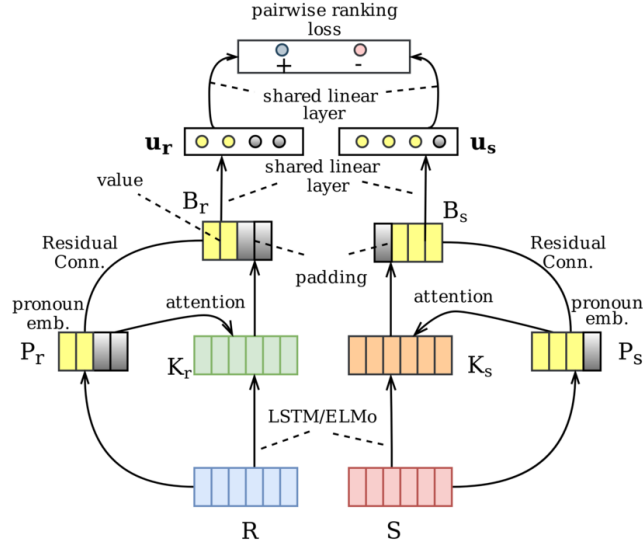 pairwise ranking
loss
+ -
shared linear
layer
u_r u_s
shared linear
layer
value
B_r B_s
Residual
Conn.
Residual
Conn.
padding
pronoun
emb.
attention
attention
pronoun
emb.
P_r K_r K_s P_s
LSTM/ELMo
R S